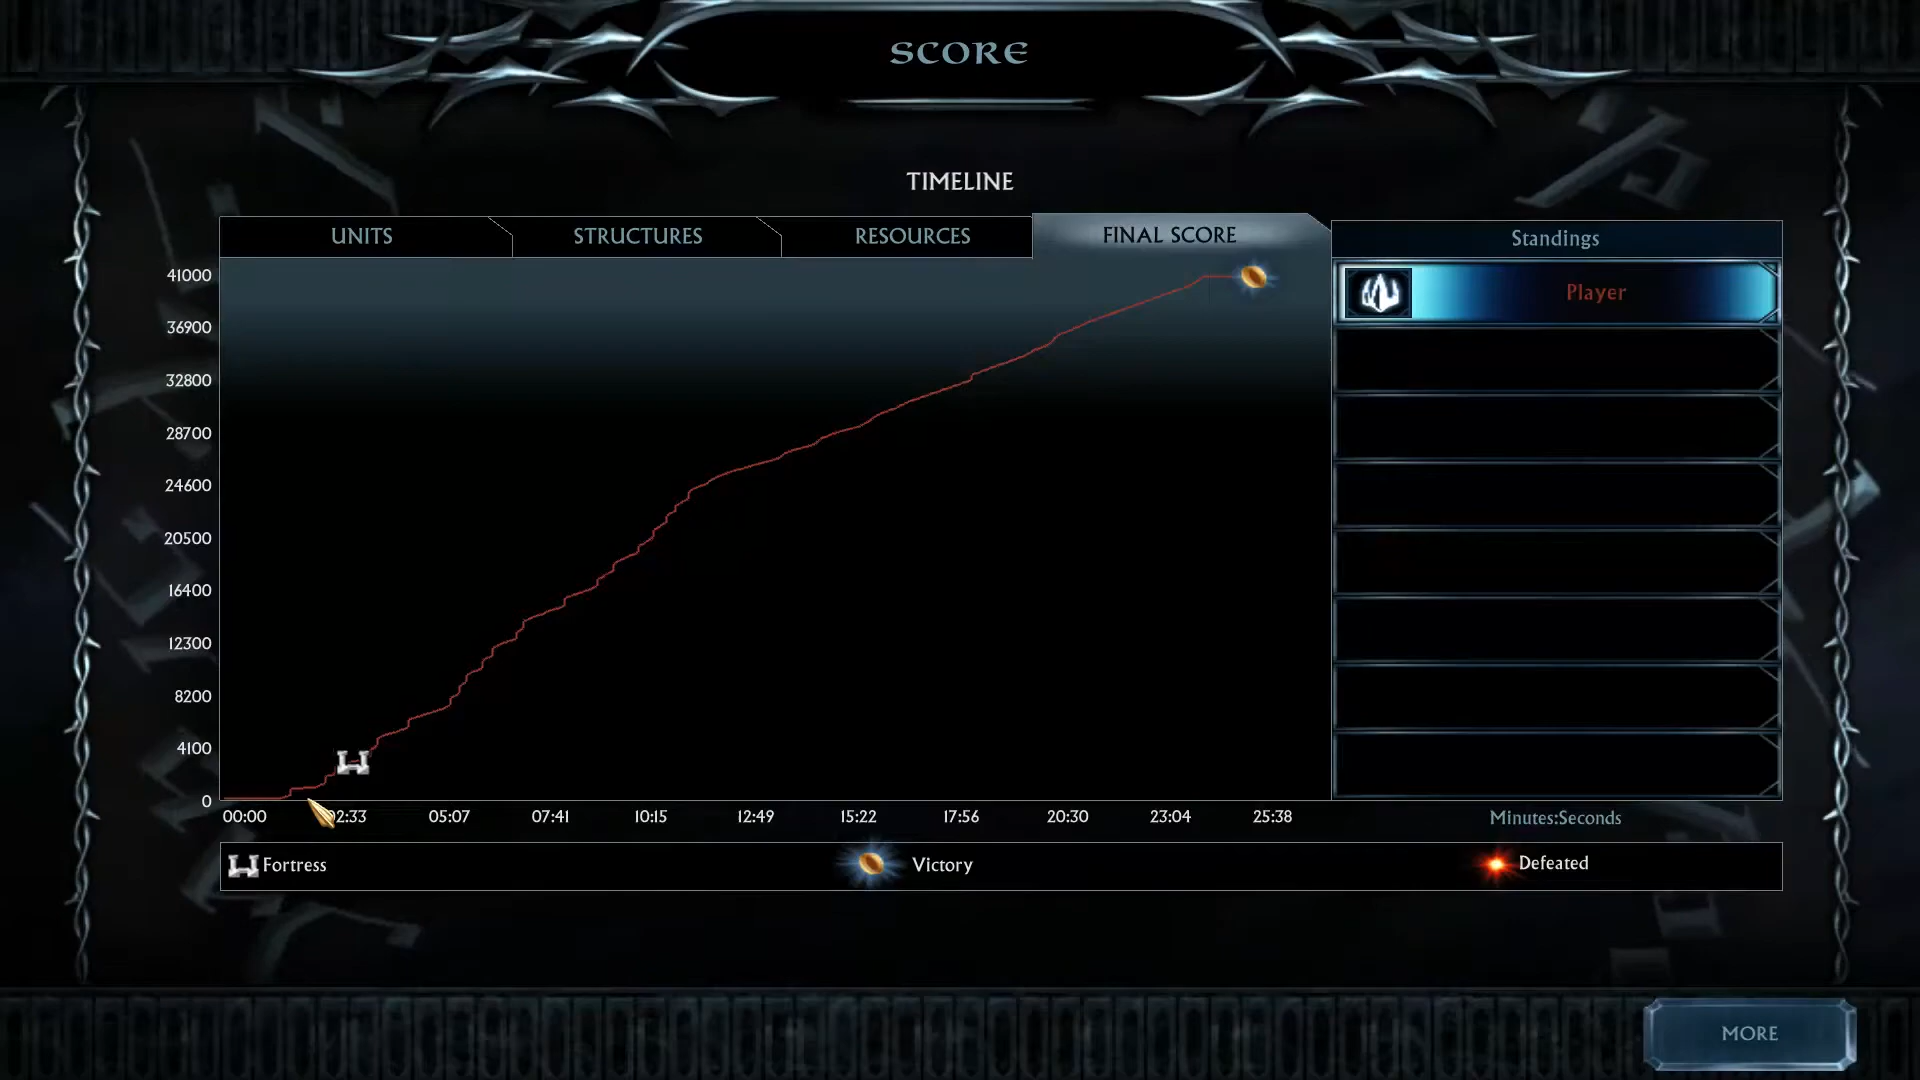 SCORE
TIMELINE
UNITS
STRUCTURES
RESOURCES
FINAL SCORE
Standings
Player
41000
36900
32800
28700
24600
20500
16400
12300
8200
4100
0
00:00
2:33
05:07
07:41
10:15
12:49
15:22
17:56
20:30
23:04
25:38
Minutes:Seconds
Fortress
Victory
Defeated
MORE